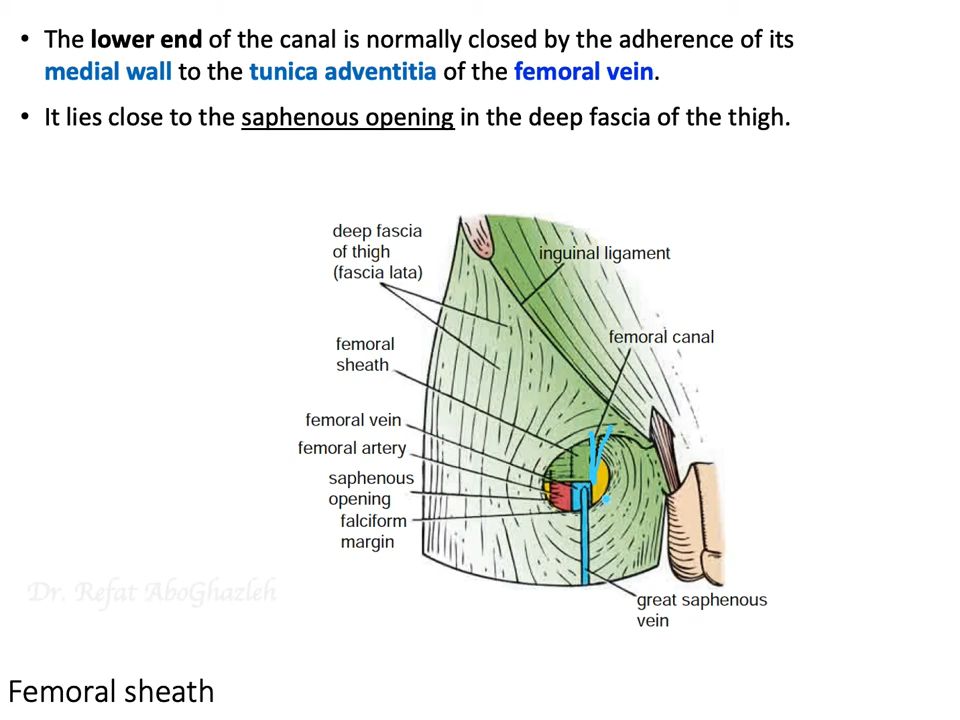 • The lower end of the canal is normally closed by the adherence of its
medial wall to the tunica adventitia of the femoral vein.
• It lies close to the saphenous opening in the deep fascia of the thigh.
deep fascia
of thigh
(fascia lata)
inguinal ligament
femoral canal
femoral
sheath
femoral vein
femoral artery
saphenous
opening
falciform
margin
great saphenous
vein
Dr. Refat AboGhazleh
Femoral sheath